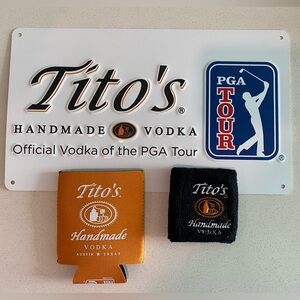 Tito's®
HANDMADE VODKA
Official Vodka of the PGA Tour
PGA
TOUR
Tito's
Handmade
VODKA
AUSTIN ★ TEXAS
Tito's
Handmade
VODKA